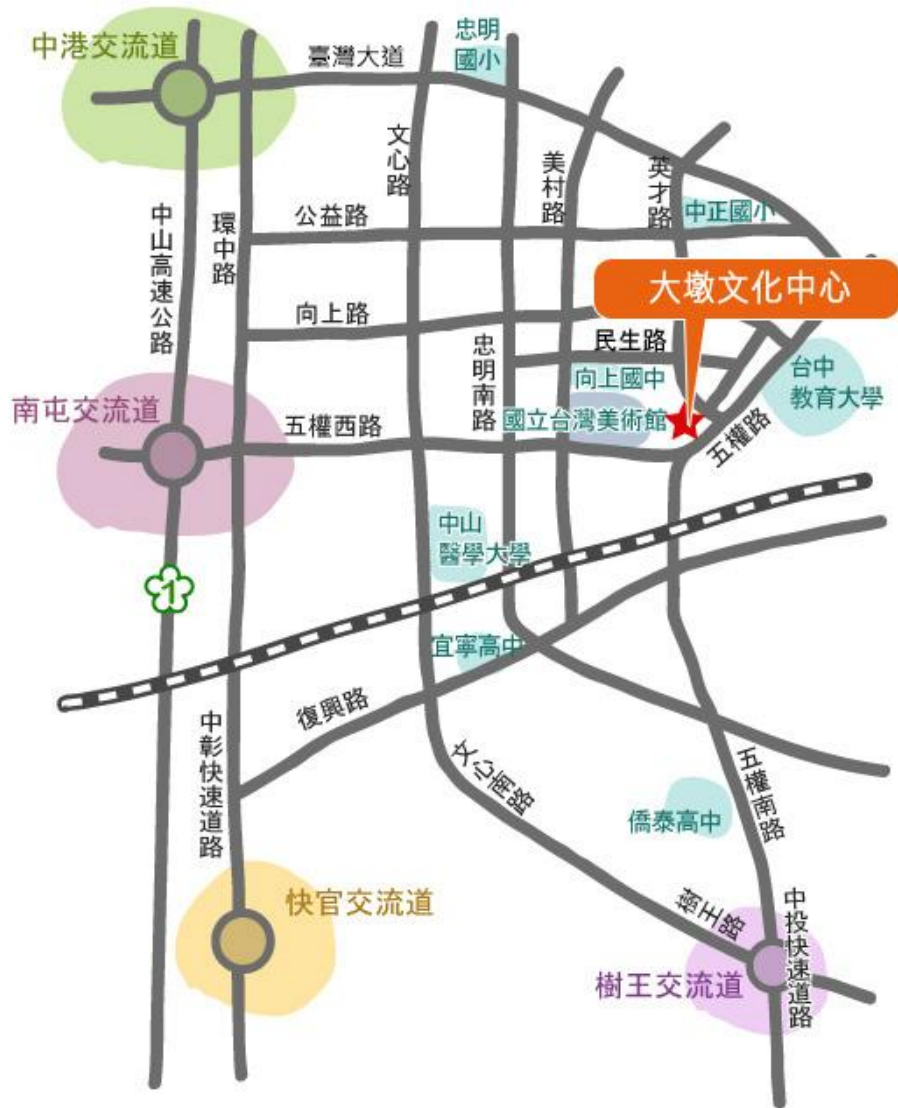 中港交流道
臺灣大道
忠明
國小
文心路
美村路
英才路
中正國小
中山高速公路
環中路
公益路
大墩文化中心
向上路
忠明南路
民生路
向上國中
台中
教育大學
南屯交流道
五權西路
國立台灣美術館
五權路
中山
醫學大學
1
宜寧高中
復興路
中彰快速道路
文心南路
五權南路
僑泰高中
快官交流道
樹王路
中投快速道路
樹王交流道